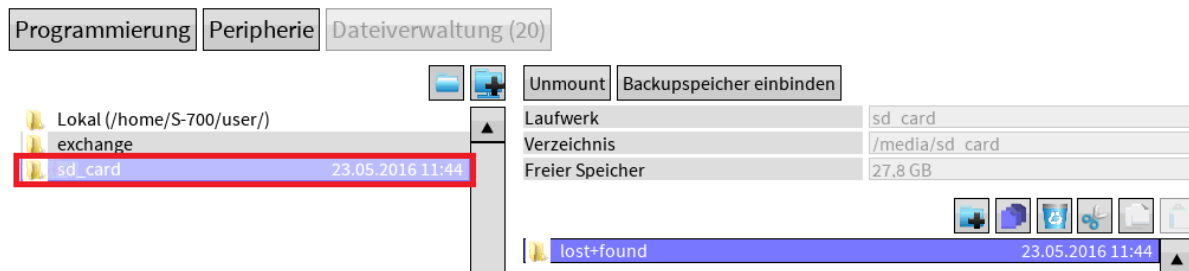 Programmierung Peripherie Dateiverwaltung (20)
Unmount Backupspeicher einbinden
Lokal (/home/S-700/user/)
exchange
sd_card 23.05.2016 11:44
Laufwerk sd_card
Verzeichnis /media/sd_card
Freier Speicher 27,8 GB
lost+found 23.05.2016 11:44